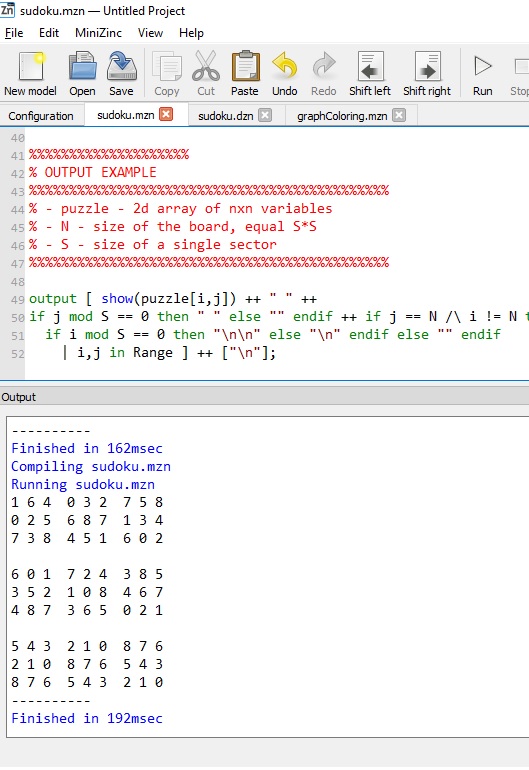 Zn sudoku.mzn — Untitled Project
File Edit MiniZinc View Help
New model Open Save Copy Cut Paste Undo Redo Shift left Shift right Run Stop
Configuration sudoku.mzn sudoku.dzn graphColoring.mzn
40
41 %%%%%%%%%%%%%%%%%%%%
42 % OUTPUT EXAMPLE
43 %%%%%%%%%%%%%%%%%%%%%%%%%%%%%%%%%%%%%%%%%%%%%
44 % - puzzle - 2d array of nxn variables
45 % - N - size of the board, equal S*S
46 % - S - size of a single sector
47 %%%%%%%%%%%%%%%%%%%%%%%%%%%%%%%%%%%%%%%%%%%%%
48
49 output [ show(puzzle[i,j]) ++ " " ++
50 if j mod S == 0 then " " else "" endif ++ if j == N /\ i != N t
51 if i mod S == 0 then "\n\n" else "\n" endif else "" endif
52 | i,j in Range ] ++ ["\n"];
Output
----------
Finished in 162msec
Compiling sudoku.mzn
Running sudoku.mzn
1 6 4 0 3 2 7 5 8
0 2 5 6 8 7 1 3 4
7 3 8 4 5 1 6 0 2
6 0 1 7 2 4 3 8 5
3 5 2 1 0 8 4 6 7
4 8 7 3 6 5 0 2 1
5 4 3 2 1 0 8 7 6
2 1 0 8 7 6 5 4 3
8 7 6 5 4 3 2 1 0
----------
Finished in 192msec